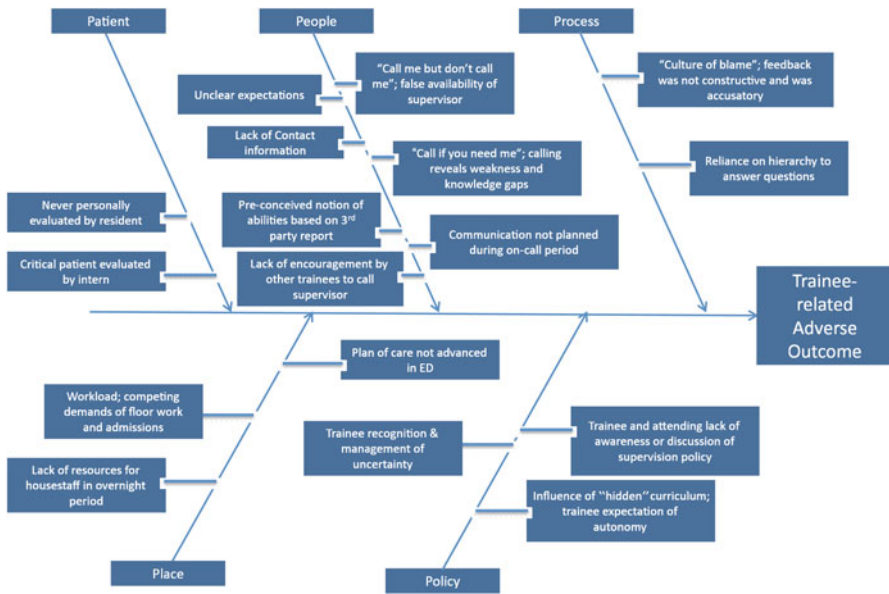 Patient
People
Process
"Call me but don't call
me"; false availability of
supervisor
"Culture of blame"; feedback
was not constructive and was
accusatory
Unclear expectations
Lack of Contact
information
"Call if you need me"; calling
reveals weakness and
knowledge gaps
Reliance on hierarchy to
answer questions
Never personally
evaluated by resident
Pre-conceived notion of
abilities based on 3rd
party report
Communication not planned
during on-call period
Critical patient evaluated
by intern
Lack of encouragement by
other trainees to call
supervisor
Trainee-
related
Adverse
Outcome
Plan of care not advanced
in ED
Workload; competing
demands of floor work
and admissions
Trainee recognition &
management of
uncertainty
Trainee and attending lack of
awareness or discussion of
supervision policy
Lack of resources for
housestaff in overnight
period
Influence of "hidden" curriculum;
trainee expectation of
autonomy
Place
Policy